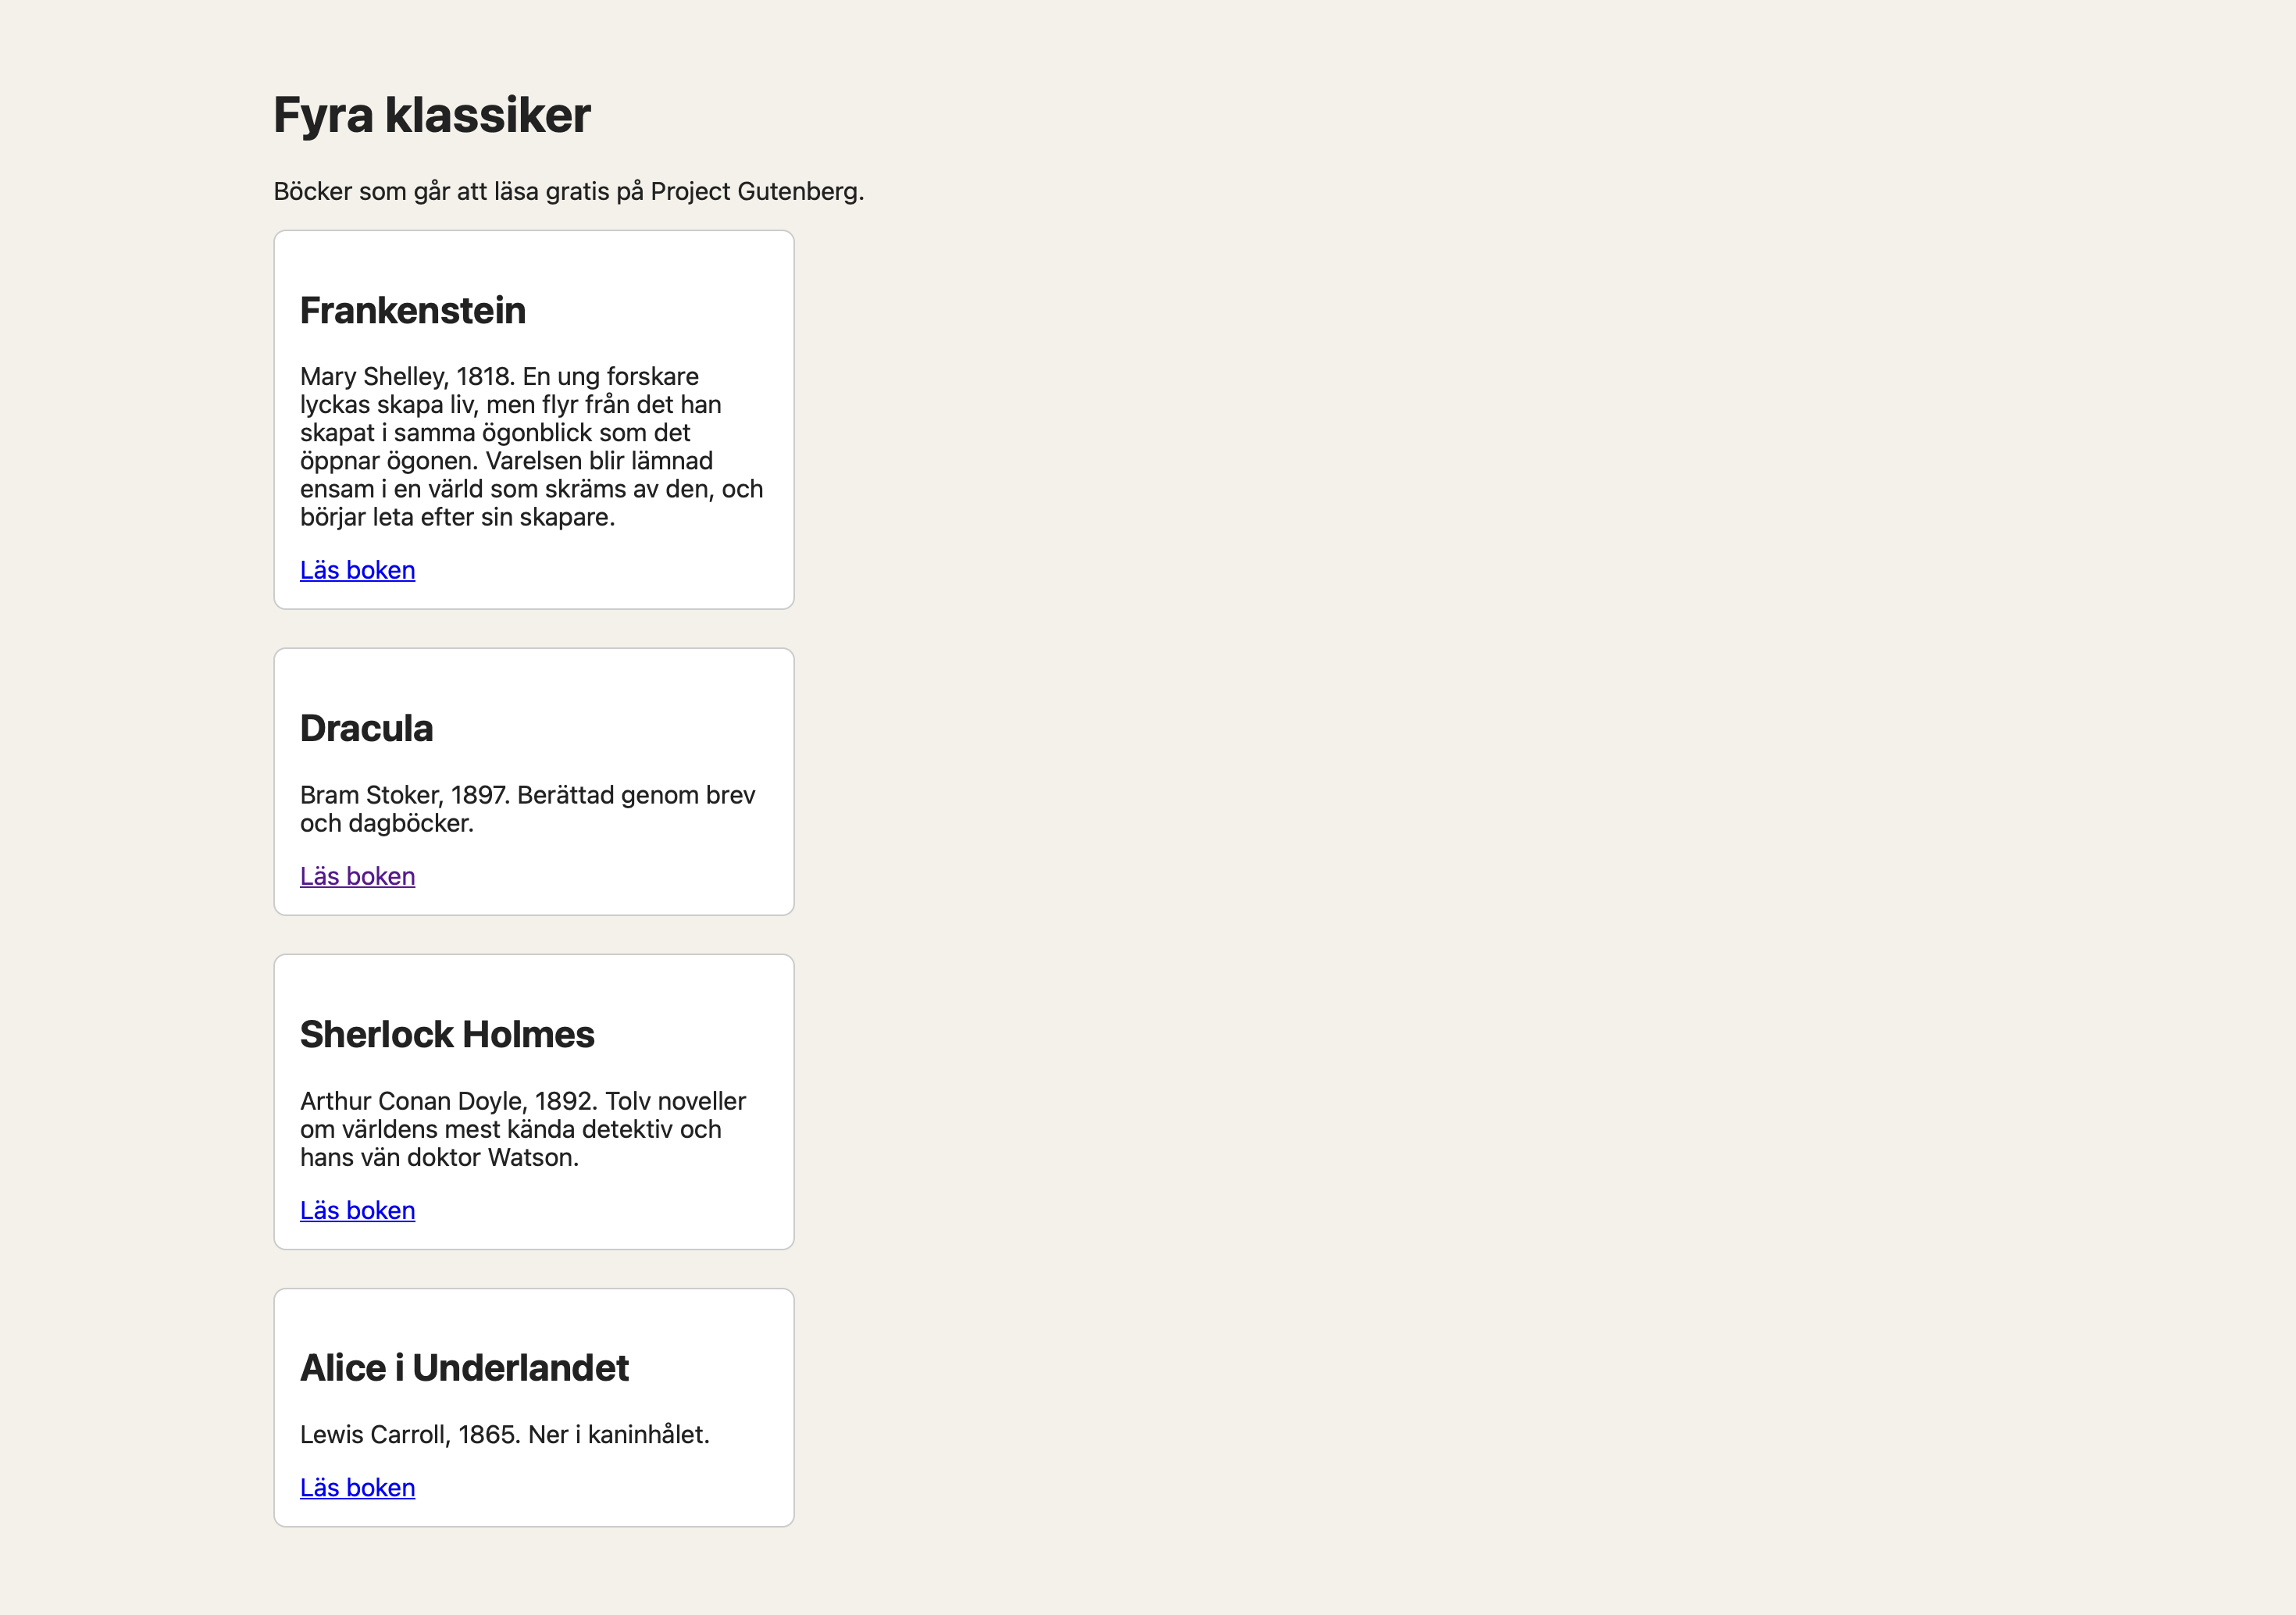 Fyra klassiker
Böcker som går att läsa gratis på Project Gutenberg.
Frankenstein
Mary Shelley, 1818. En ung forskare
lyckas skapa liv, men flyr från det han
skapat i samma ögonblick som det
öppnar ögonen. Varelsen blir lämnad
ensam i en värld som skräms av den, och
börjar leta efter sin skapare.
Läs boken
Dracula
Bram Stoker, 1897. Berättad genom brev
och dagböcker.
Läs boken
Sherlock Holmes
Arthur Conan Doyle, 1892. Tolv noveller
om världens mest kända detektiv och
hans vän doktor Watson.
Läs boken
Alice i Underlandet
Lewis Carroll, 1865. Ner i kaninhålet.
Läs boken